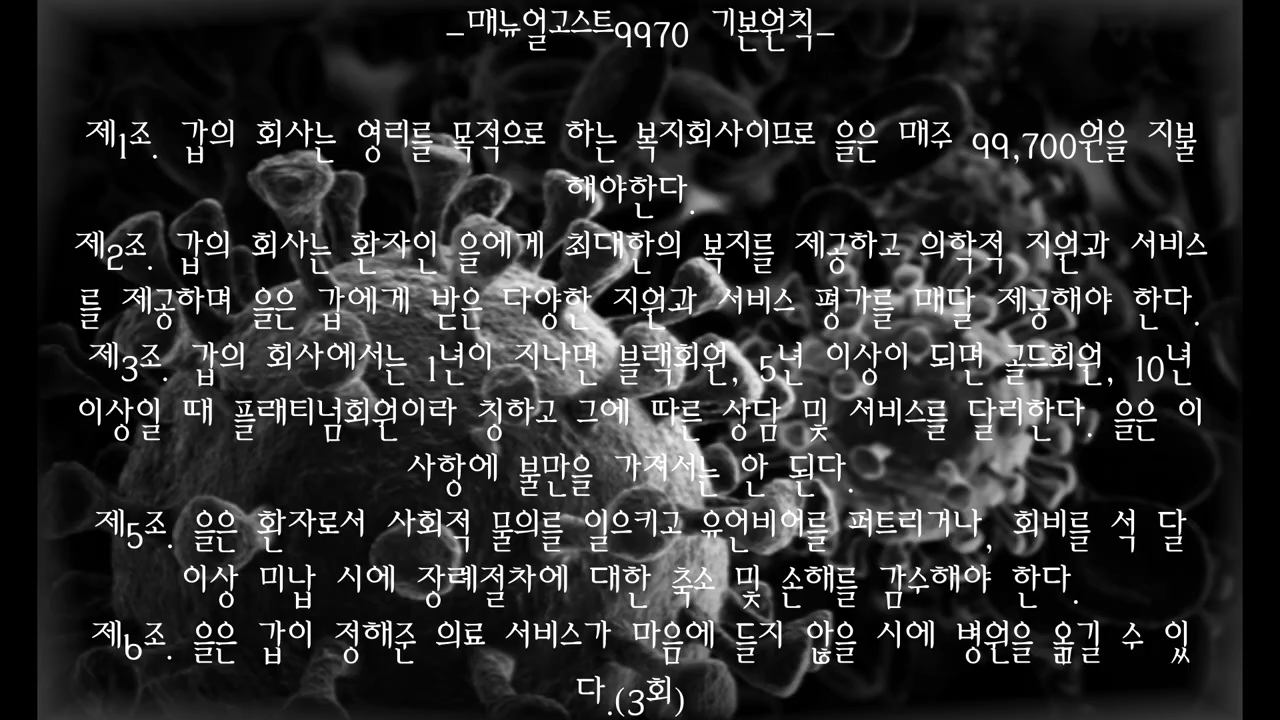 -매뉴얼고스트9970 기본원칙-
제1조. 갑의 회사는 영리를 목적으로 하는 복지회사이므로 을은 매주 99,700원을 지불
해야한다.
제2조. 갑의 회사는 환자인 을에게 최대한의 복지를 제공하고 의학적 지원과 서비스
를 제공하며 을은 갑에게 받은 다양한 지원과 서비스 평가를 매달 제공해야 한다.
제3조. 갑의 회사에서는 1년이 지나면 블랙회원, 5년 이상이 되면 골드회원, 10년
이상일 때 플래티넘회원이라 칭하고 그에 따른 상담 및 서비스를 달리한다. 을은 이
사항에 불만을 가져서는 안 된다.
제5조. 을은 환자로서 사회적 물의를 일으키고 유언비어를 퍼트리거나, 회비를 석 달
이상 미납 시에 장례절차에 대한 축소 및 손해를 감수해야 한다.
제6조. 을은 갑이 정해준 의료 서비스가 마음에 들지 않을 시에 병원을 옮길 수 있
다.(3회)